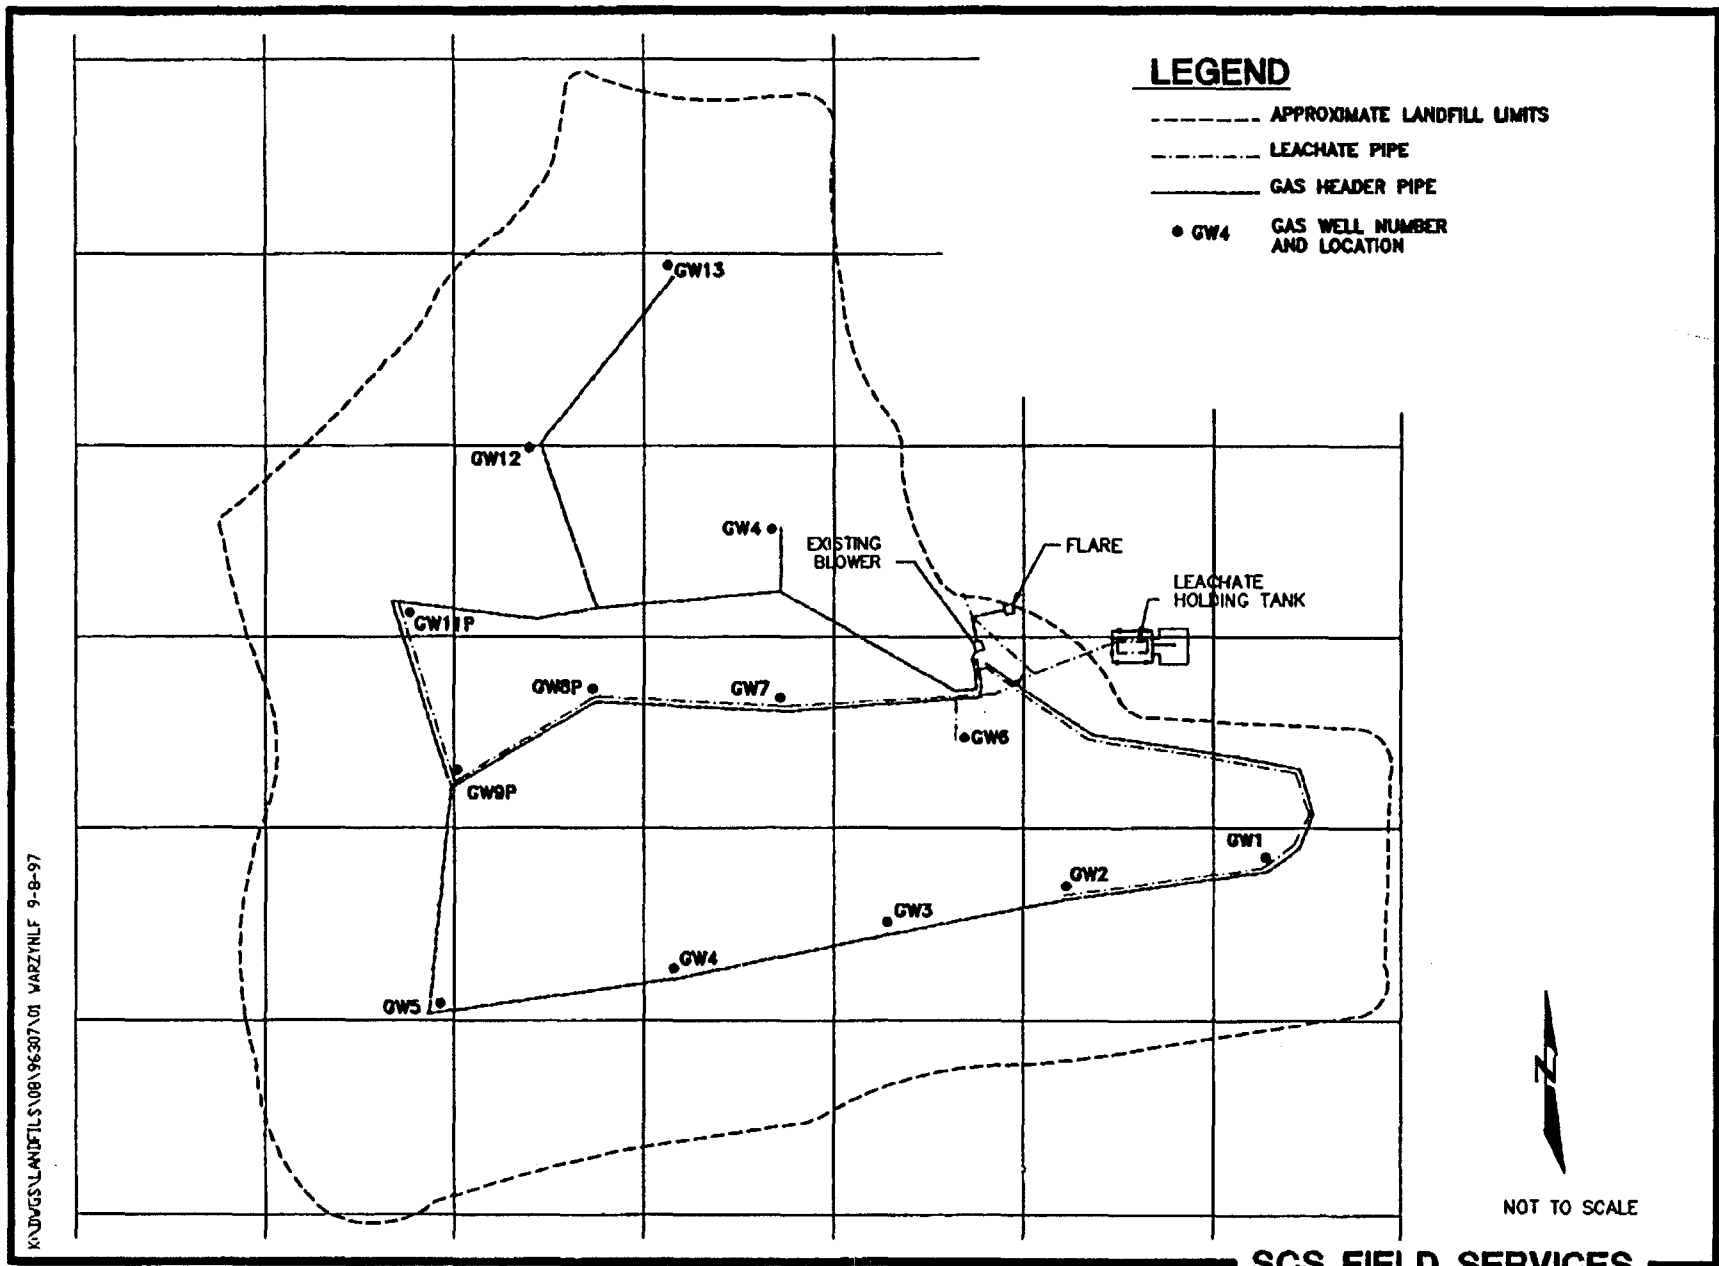 LEGEND
APPROXIMATE LANDFILL LIMITS
LEACHATE PIPE
GAS HEADER PIPE
GW4
GAS WELL NUMBER
AND LOCATION
GW13
GW12
GW4
EXISTING
BLOWER
FLARE
LEACHATE
HOLDING TANK
GW11P
GW8P
GW7
GW6
GW9P
GW1
GW2
GW3
GW4
GW5
N
NOT TO SCALE
K:\DWGS\LANDFILLS\08\96307\01 WARZYNLF 9-8-97
SCS FIELD SERVICES